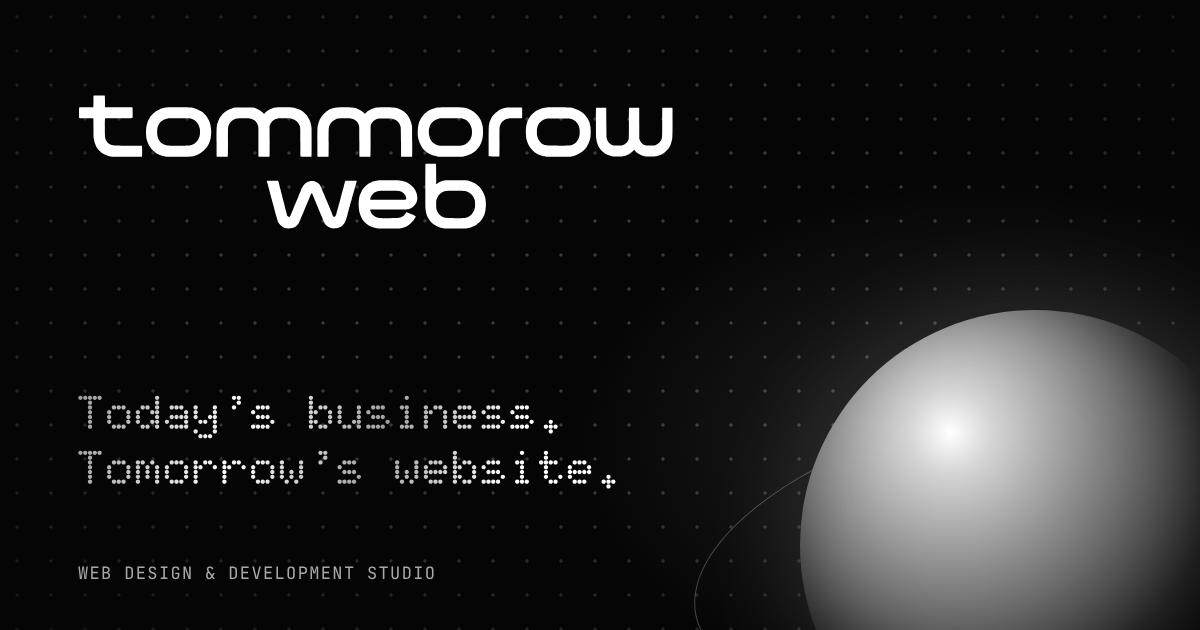 tommorow
web
Today's business.
Tomorrow's website.
WEB DESIGN & DEVELOPMENT STUDIO